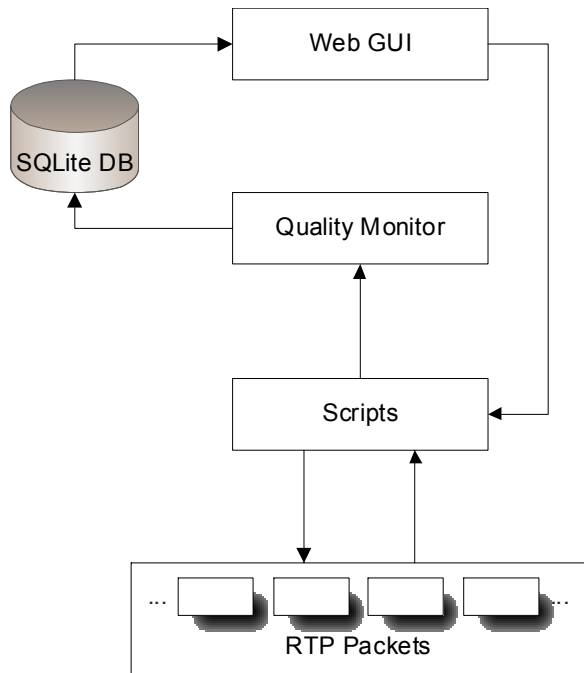 Web GUI
SQLite DB
Quality Monitor
Scripts
... ...
RTP Packets